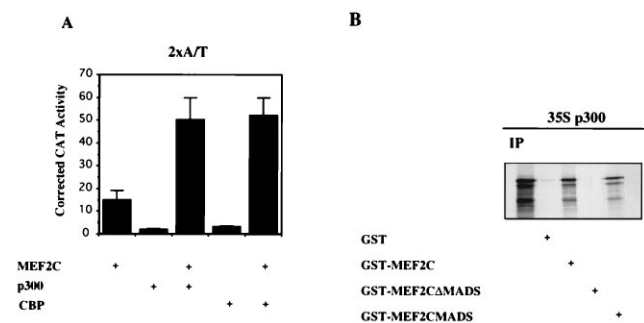 A
2xA/T
Corrected CAT Activity
70
60
50
40
30
20
10
0
MEF2C + + +
p300 + +
CBP + +
B
35S p300
IP
GST +
GST-MEF2C +
GST-MEF2CΔMADS +
GST-MEF2CMADS +